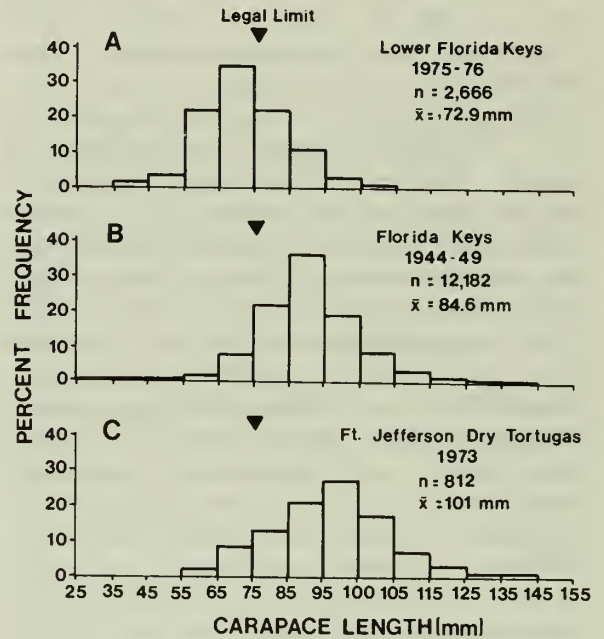 Legal Limit
A
Lower Florida Keys
1975-76
n = 2,666
x̄ = 72.9 mm
40
30
20
10
0
B
Florida Keys
1944-49
n = 12,182
x̄ = 84.6 mm
40
30
20
10
0
C
Ft. Jefferson Dry Tortugas
1973
n = 812
x̄ = 101 mm
40
30
20
10
0
PERCENT FREQUENCY
25 35 45 55 65 75 85 95 105 115 125 135 145 155
CARAPACE LENGTH (mm)